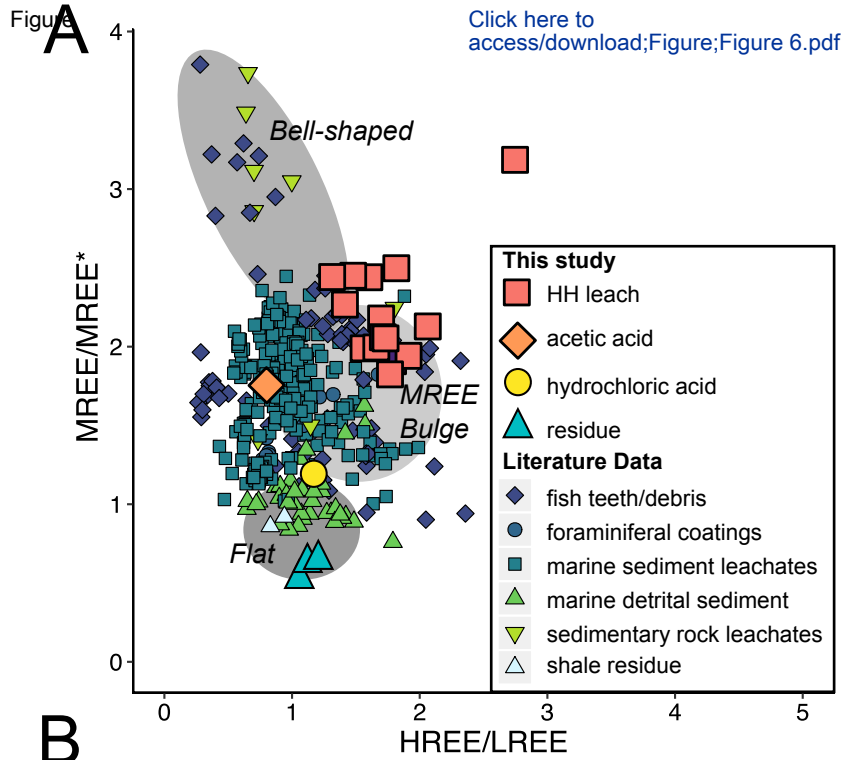 Figure
A
Click here to
access/download;Figure;Figure 6.pdf
4
3
2
1
0
MREE/MREE*
Bell-shaped
MREE
Bulge
Flat
This study
HH leach
acetic acid
hydrochloric acid
residue
Literature Data
fish teeth/debris
foraminiferal coatings
marine sediment leachates
marine detrital sediment
sedimentary rock leachates
shale residue
0 1 2 3 4 5
HREE/LREE
B